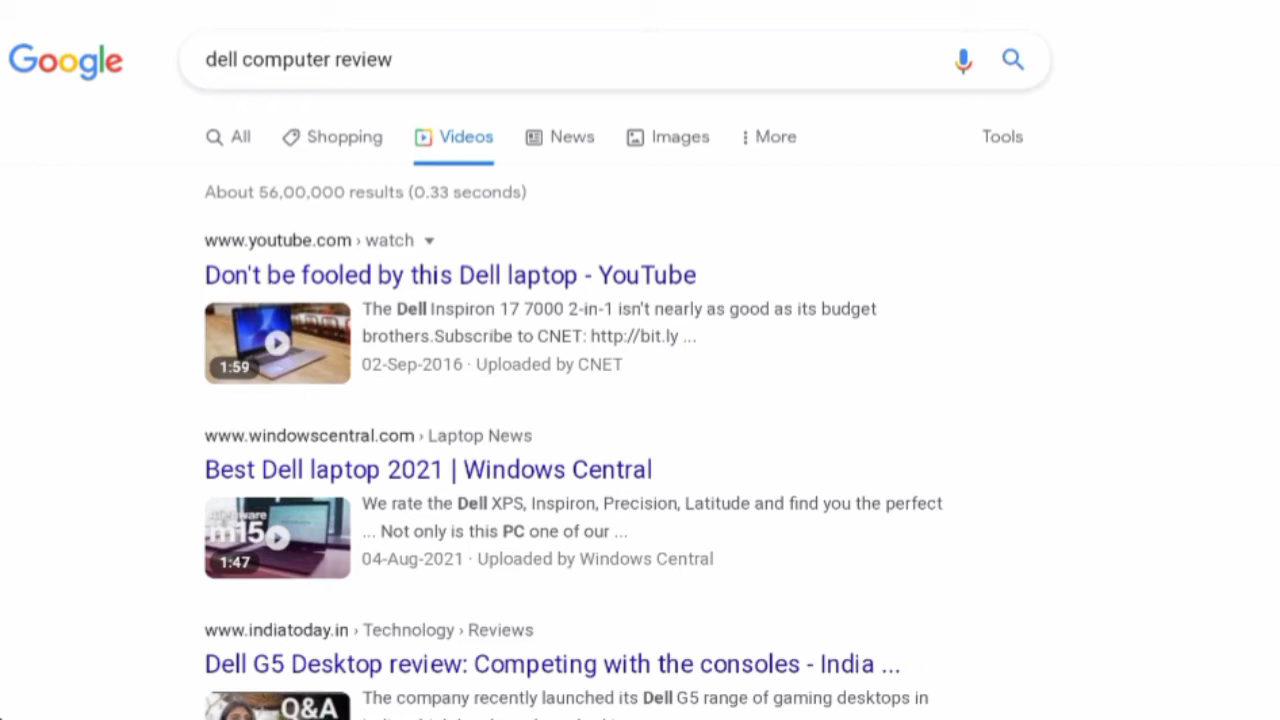 Google
dell computer review
All Shopping Videos News Images More Tools
About 56,00,000 results (0.33 seconds)
www.youtube.com › watch
Don't be fooled by this Dell laptop - YouTube
The Dell Inspiron 17 7000 2-in-1 isn't nearly as good as its budget
brothers.Subscribe to CNET: http://bit.ly ...
1:59
02-Sep-2016 · Uploaded by CNET
www.windowscentral.com › Laptop News
Best Dell laptop 2021 | Windows Central
We rate the Dell XPS, Inspiron, Precision, Latitude and find you the perfect
... Not only is this PC one of our ...
m15
1:47
04-Aug-2021 · Uploaded by Windows Central
www.indiatoday.in › Technology › Reviews
Dell G5 Desktop review: Competing with the consoles - India ...
The company recently launched its Dell G5 range of gaming desktops in
Q&A